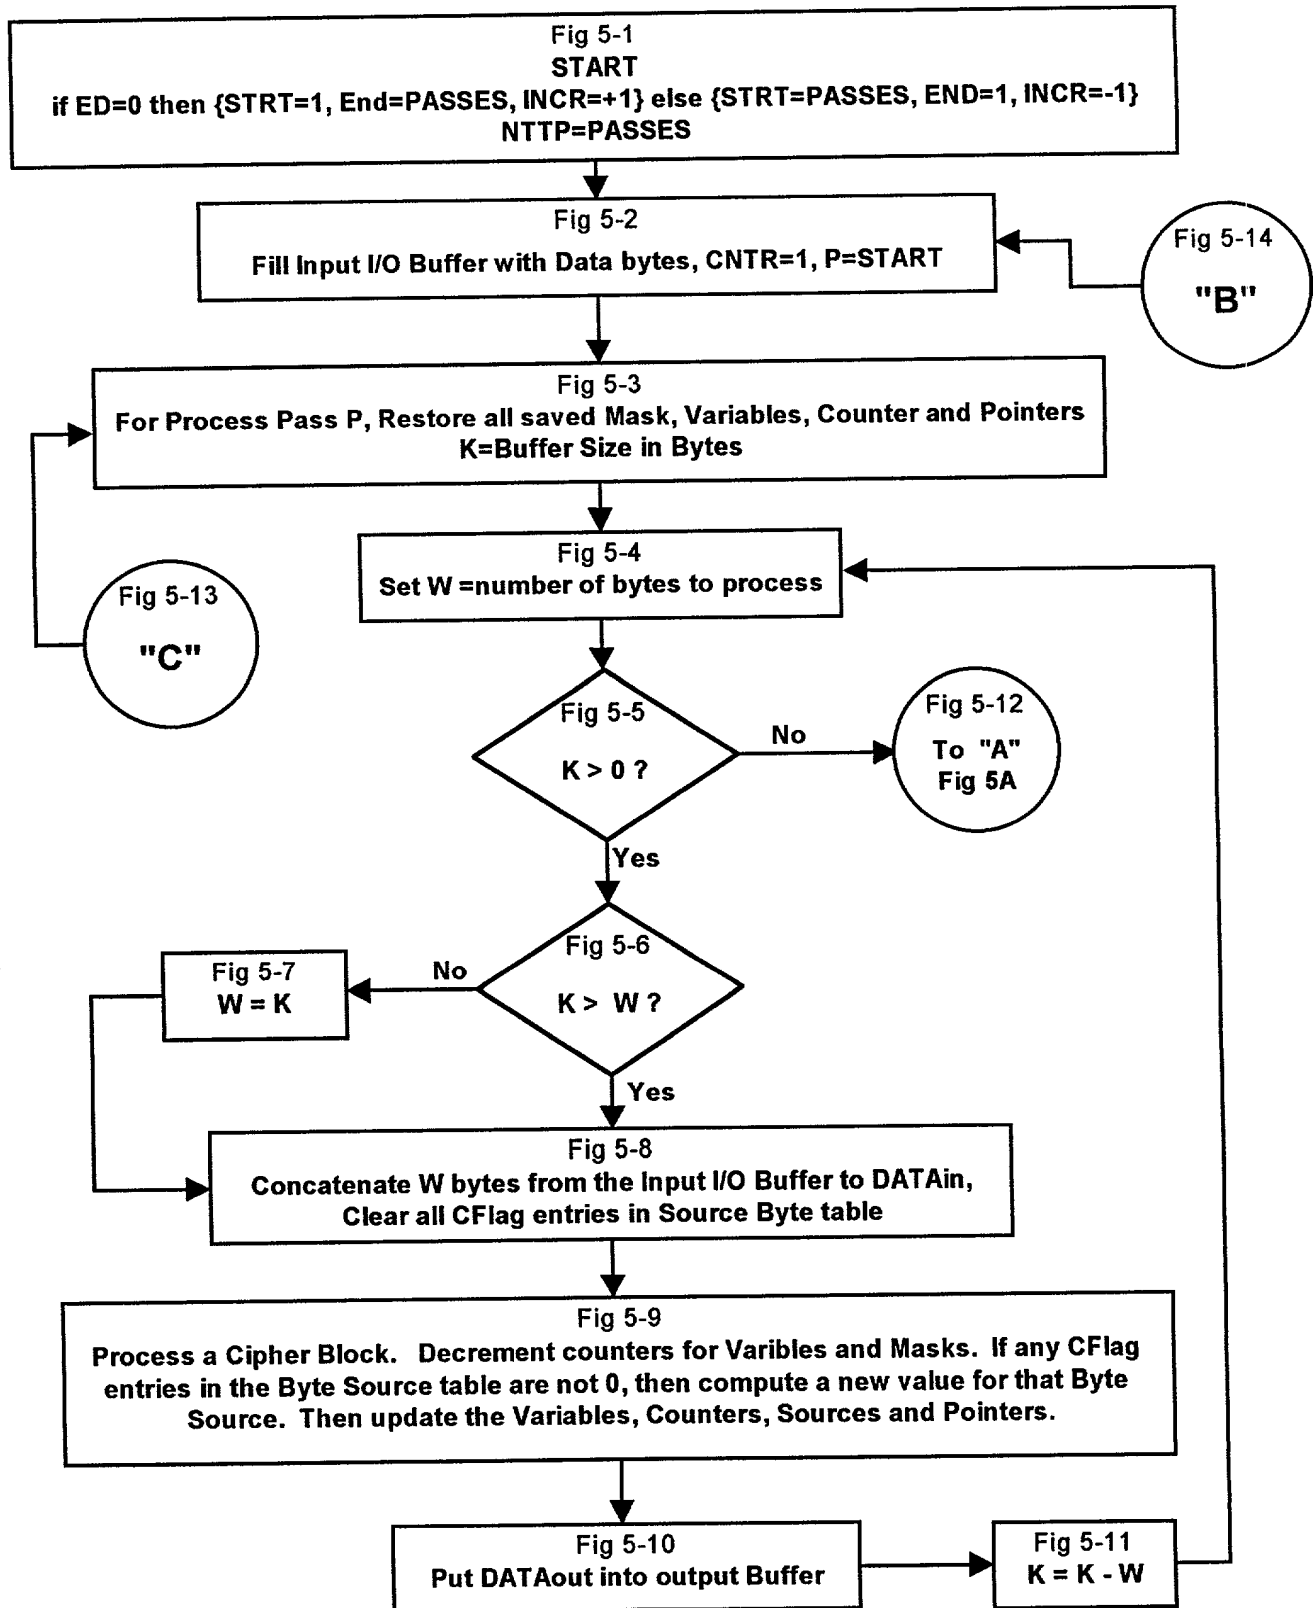 Fig 5-1
START
if ED=0 then {STRT=1, End=PASSES, INCR=+1} else {STRT=PASSES, END=1, INCR=-1}
NTTP=PASSES
Fig 5-2
Fill Input I/O Buffer with Data bytes, CNTR=1, P=START
Fig 5-14
"B"
Fig 5-3
For Process Pass P, Restore all saved Mask, Variables, Counter and Pointers
K=Buffer Size in Bytes
Fig 5-4
Set W =number of bytes to process
Fig 5-13
"C"
Fig 5-5
K > 0 ?
No
Fig 5-12
To "A"
Fig 5A
Yes
Fig 5-6
K > W ?
No
Fig 5-7
W = K
Yes
Fig 5-8
Concatenate W bytes from the Input I/O Buffer to DATAin,
Clear all CFlag entries in Source Byte table
Fig 5-9
Process a Cipher Block. Decrement counters for Varibles and Masks. If any CFlag
entries in the Byte Source table are not 0, then compute a new value for that Byte
Source. Then update the Variables, Counters, Sources and Pointers.
Fig 5-10
Put DATAout into output Buffer
Fig 5-11
K = K - W